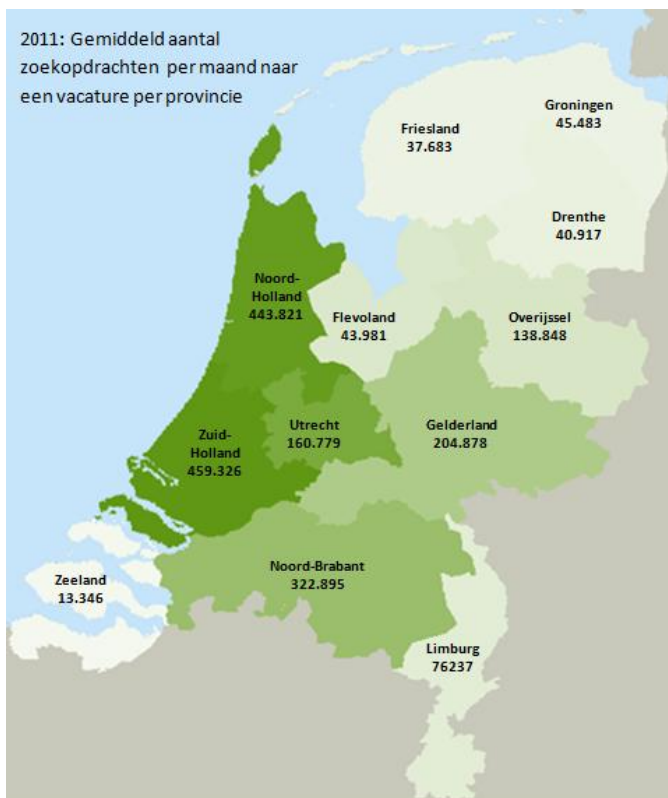 2011: Gemiddeld aantal
zoekopdrachten per maand naar
een vacature per provincie
Groningen
45.483
Friesland
37.683
Drenthe
40.917
Noord-
Holland
443.821
Flevoland
43.981
Overijssel
138.848
Zuid-
Holland
459.326
Utrecht
160.779
Gelderland
204.878
Noord-Brabant
322.895
Zeeland
13.346
Limburg
76237